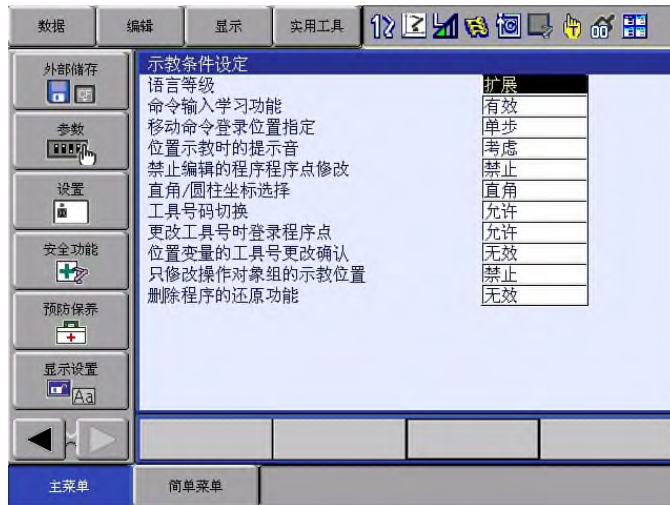 数据 编辑 显示 实用工具
外部储存
参数
设置
安全功能
预防保养
显示设置
Aa
示教条件设定
语言等级 扩展
命令输入学习功能 有效
移动命令登录位置指定 单步
位置示教时的提示音 考虑
禁止编辑的程序程序点修改 禁止
直角/圆柱坐标选择 直角
工具号码切换 允许
更改工具号时登录程序点 允许
位置变量的工具号更改确认 无效
只修改操作对象组的示教位置 禁止
删除程序的还原功能 无效
主菜单 简单菜单